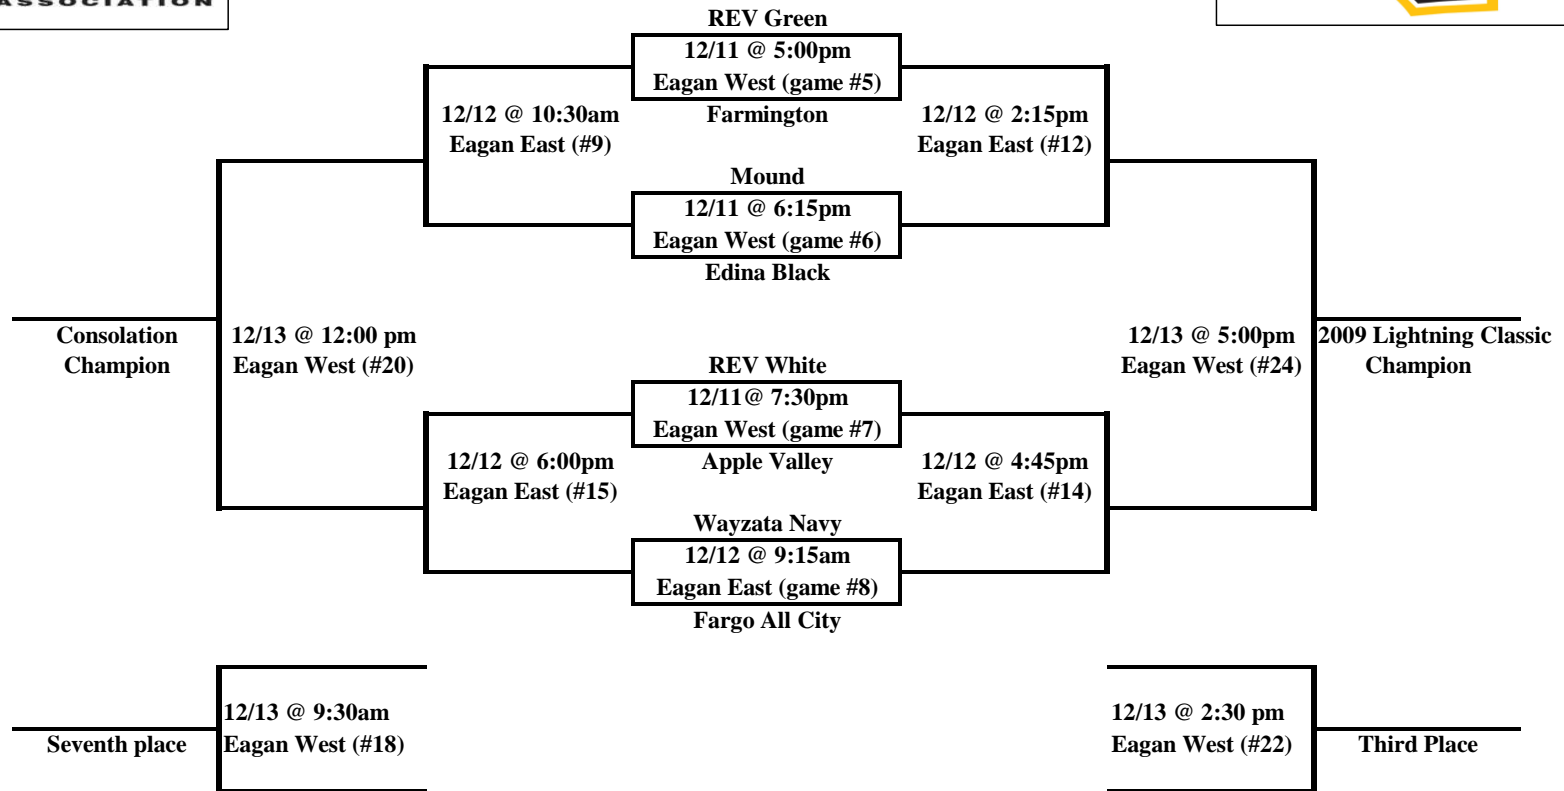 ASSOCIATION
REV Green
12/11 @ 5:00pm
Eagan West (game #5)
Farmington
12/12 @ 10:30am
Eagan East (#9)
12/12 @ 2:15pm
Eagan East (#12)
Mound
12/11 @ 6:15pm
Eagan West (game #6)
Edina Black
Consolation
Champion
12/13 @ 12:00 pm
Eagan West (#20)
12/13 @ 5:00pm
Eagan West (#24)
2009 Lightning Classic
Champion
REV White
12/11@ 7:30pm
Eagan West (game #7)
Apple Valley
12/12 @ 6:00pm
Eagan East (#15)
12/12 @ 4:45pm
Eagan East (#14)
Wayzata Navy
12/12 @ 9:15am
Eagan East (game #8)
Fargo All City
12/13 @ 9:30am
Eagan West (#18)
Seventh place
12/13 @ 2:30 pm
Eagan West (#22)
Third Place